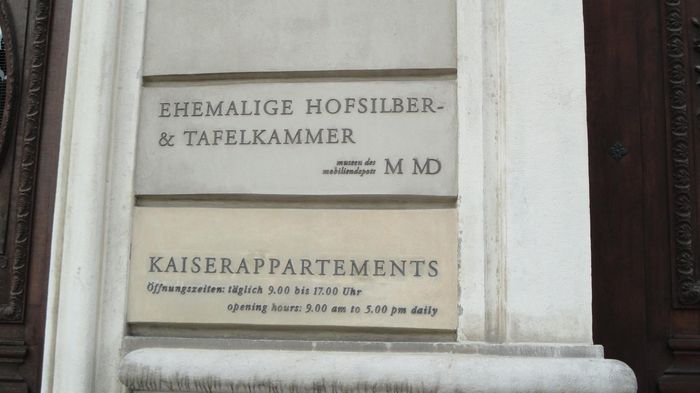 EHEMALIGE HOFSILBER-
& TAFELKAMMER
museen des
mobiliendepots M MD
KAISERAPPARTEMENTS
Öffnungszeiten: täglich 9.00 bis 17.00 Uhr
opening hours: 9.00 am to 5.00 pm daily